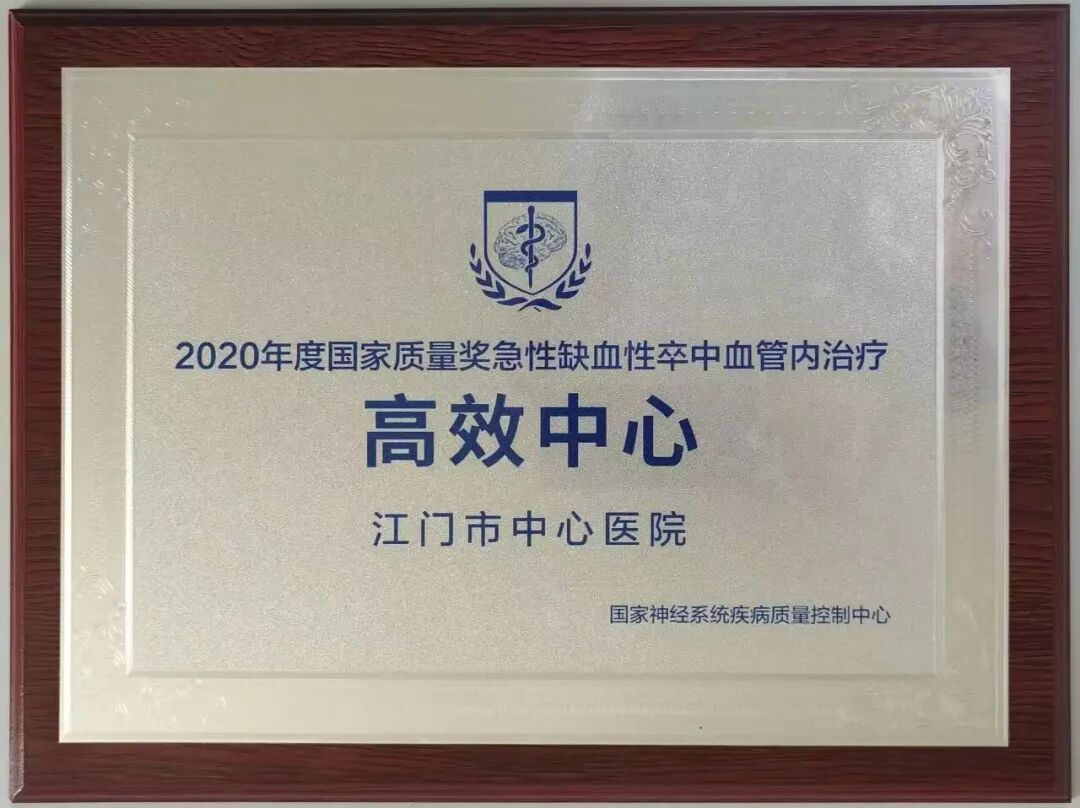 2020年度国家质量奖急性缺血性卒中血管内治疗
高效中心
江门市中心医院
国家神经系统疾病质量控制中心